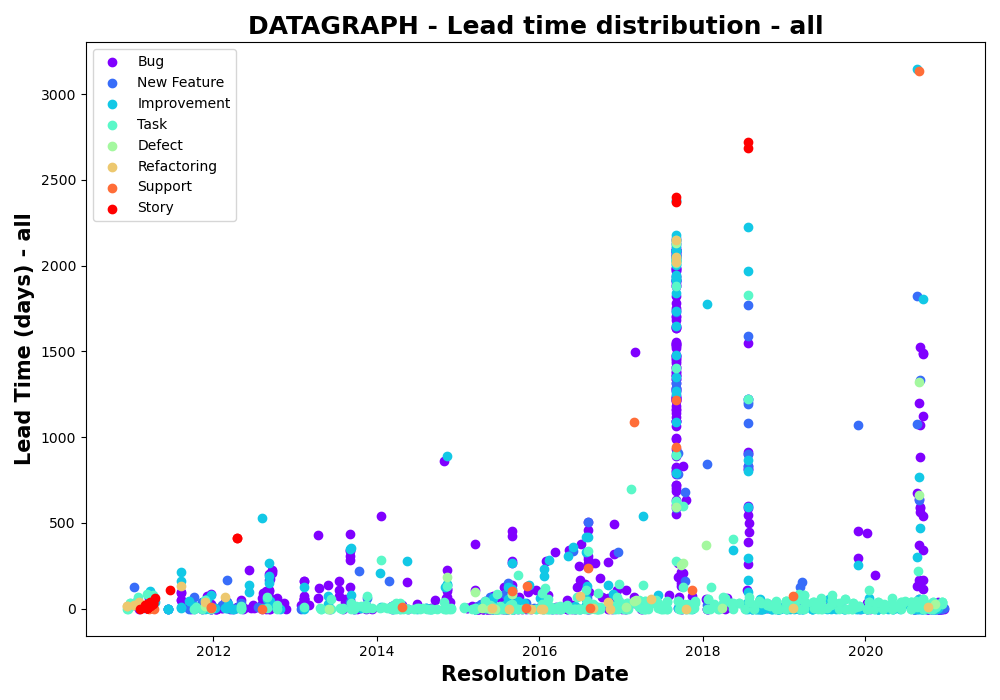 DATAGRAPH - Lead time distribution - all
Bug
New Feature
Improvement
Task
Defect
Refactoring
Support
Story
Lead Time (days) - all
3000
2500
2000
1500
1000
500
0
2012 2014 2016 2018 2020
Resolution Date